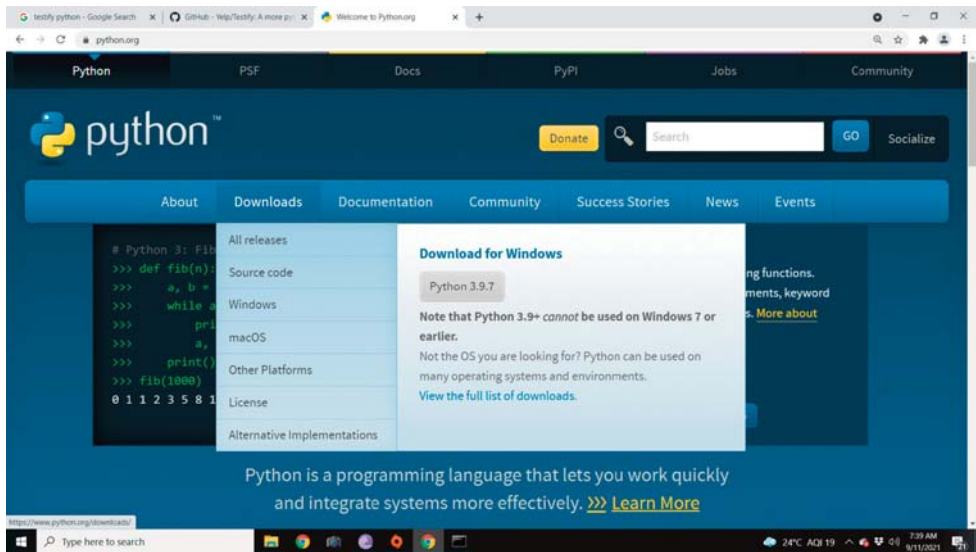 testify python - Google Search
GitHub - Yelp/Testify: A more py
Welcome to Python.org
python.org
Python PSF Docs PyPI Jobs Community
python™
Donate
Search
GO
Socialize
About Downloads Documentation Community Success Stories News Events
# Python 3: Fib
>>> def fib(n):
>>> a, b =
>>> while a
>>> pri
>>> a,
>>> print()
>>> fib(1000)
0 1 1 2 3 5 8 1
All releases
Source code
Windows
macOS
Other Platforms
License
Alternative Implementations
Download for Windows
Python 3.9.7
Note that Python 3.9+ cannot be used on Windows 7 or
earlier.
Not the OS you are looking for? Python can be used on
many operating systems and environments.
View the full list of downloads.
ng functions.
ments, keyword
s. More about
Python is a programming language that lets you work quickly
and integrate systems more effectively. >>> Learn More
https://www.python.org/downloads/
Type here to search
24°C AQI 19
7:39 AM
9/11/2021
21